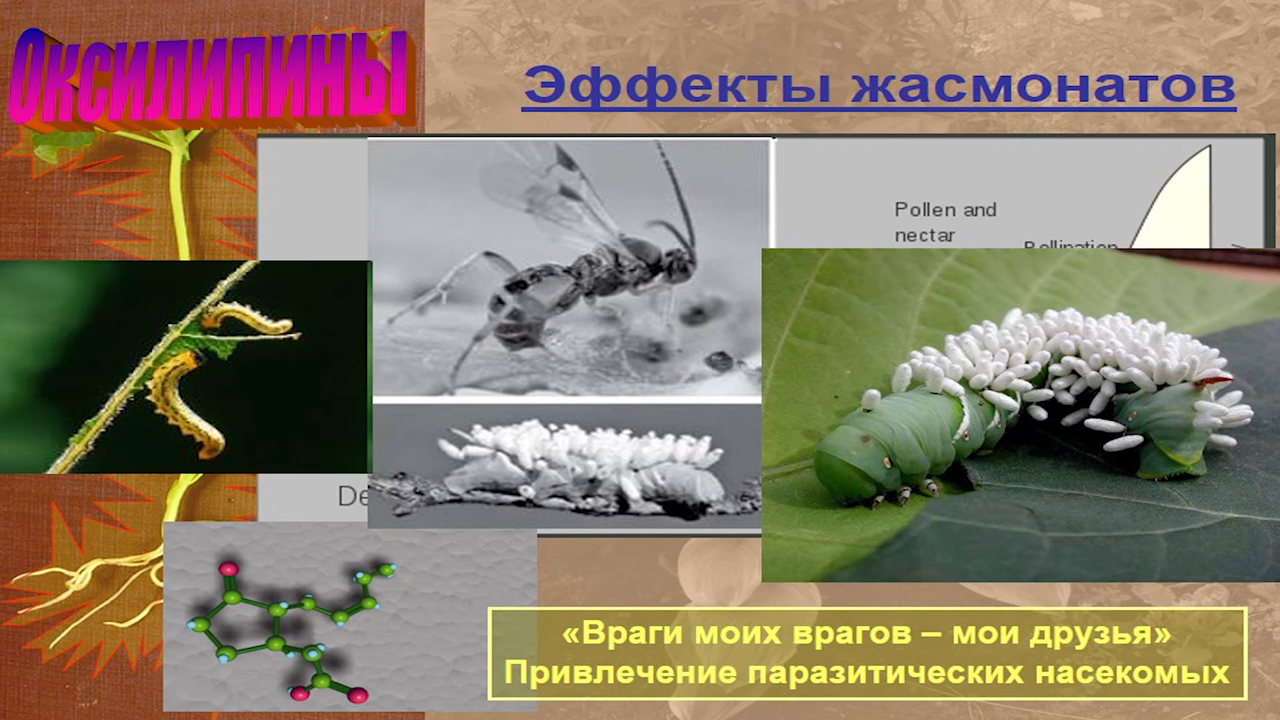 Оксилипины
Эффекты жасмонатов
Pollen and
nectar
Pollination
De
«Враги моих врагов – мои друзья»
Привлечение паразитических насекомых